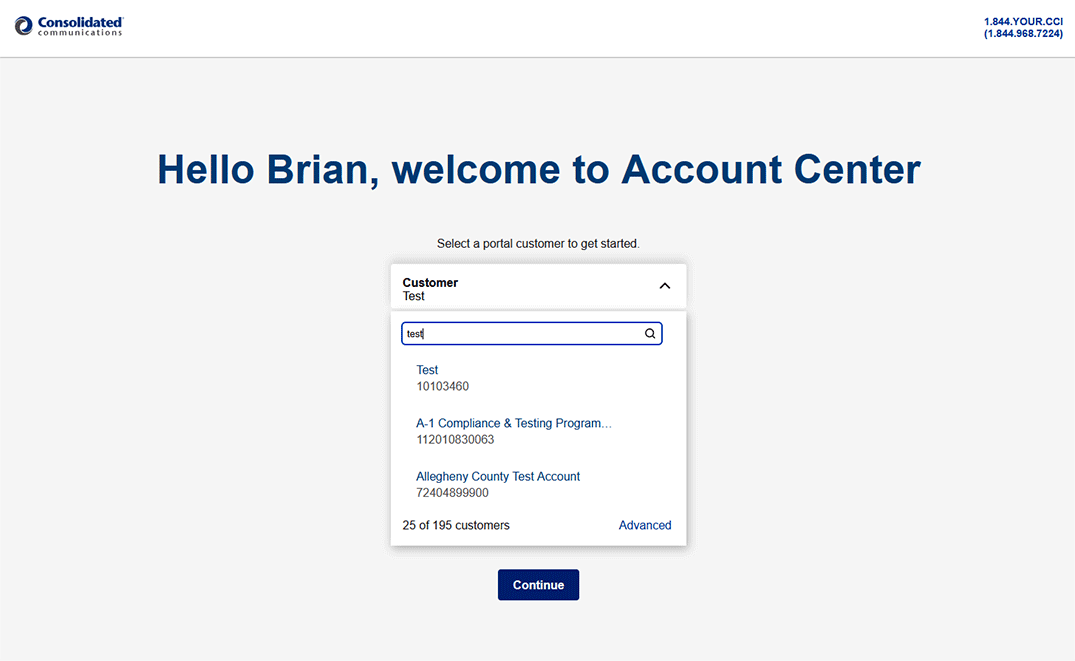 Consolidated
communications
1.844.YOUR.CCI
(1.844.968.7224)
Hello Brian, welcome to Account Center
Select a portal customer to get started.
Customer
Test
test
Test
10103460
A-1 Compliance & Testing Program…
112010830063
Allegheny County Test Account
72404899900
25 of 195 customers
Advanced
Continue